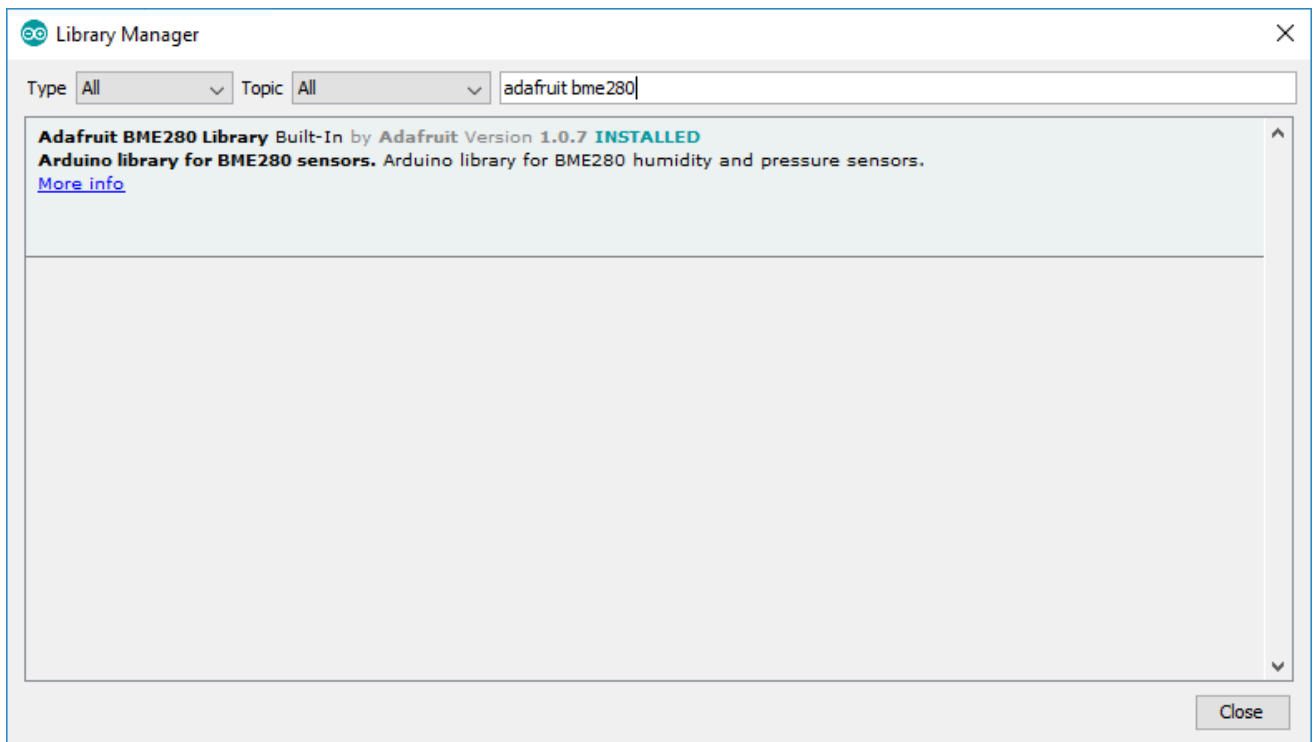 Library Manager
Type All Topic All adafruit bme280
Adafruit BME280 Library Built-In by Adafruit Version 1.0.7 INSTALLED
Arduino library for BME280 sensors. Arduino library for BME280 humidity and pressure sensors.
More info
Close